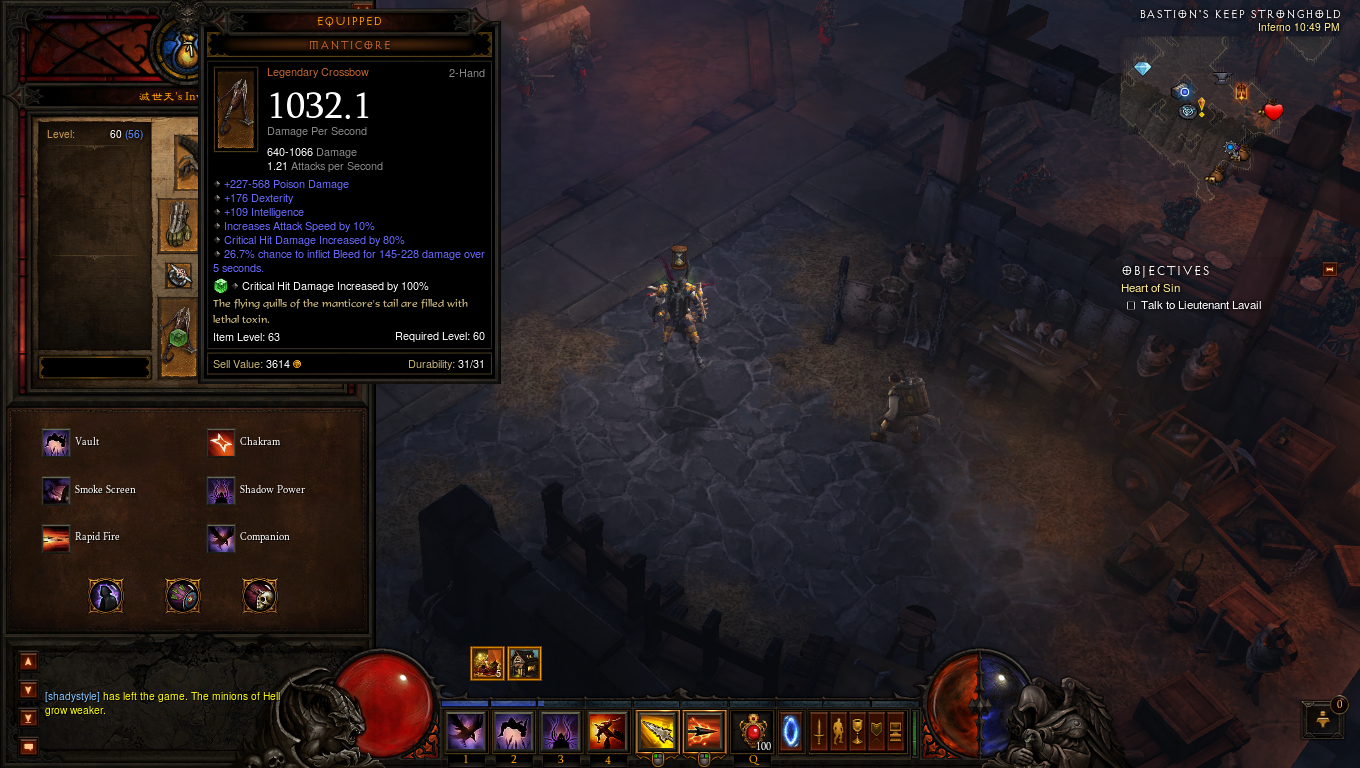 EQUIPPED
MANTICORE
Legendary Crossbow
2-Hand
1032.1
Damage Per Second
640-1066 Damage
1.21 Attacks per Second
+227-568 Poison Damage
+176 Dexterity
+109 Intelligence
Increases Attack Speed by 10%
Critical Hit Damage Increased by 80%
26.7% chance to inflict Bleed for 145-228 damage over
5 seconds.
Critical Hit Damage Increased by 100%
The flying quills of the manticore's tail are filled with
lethal toxin.
Item Level: 63
Required Level: 60
Sell Value: 3614
Durability: 31/31
滅世天's Inv
Level: 60 (56)
BASTION'S KEEP STRONGHOLD
Inferno 10:49 PM
OBJECTIVES
Heart of Sin
Talk to Lieutenant Lavail
Vault
Chakram
Smoke Screen
Shadow Power
Rapid Fire
Companion
[shadystyle] has left the game. The minions of Hell
grow weaker.
5
100
1
2
3
4
Q
0